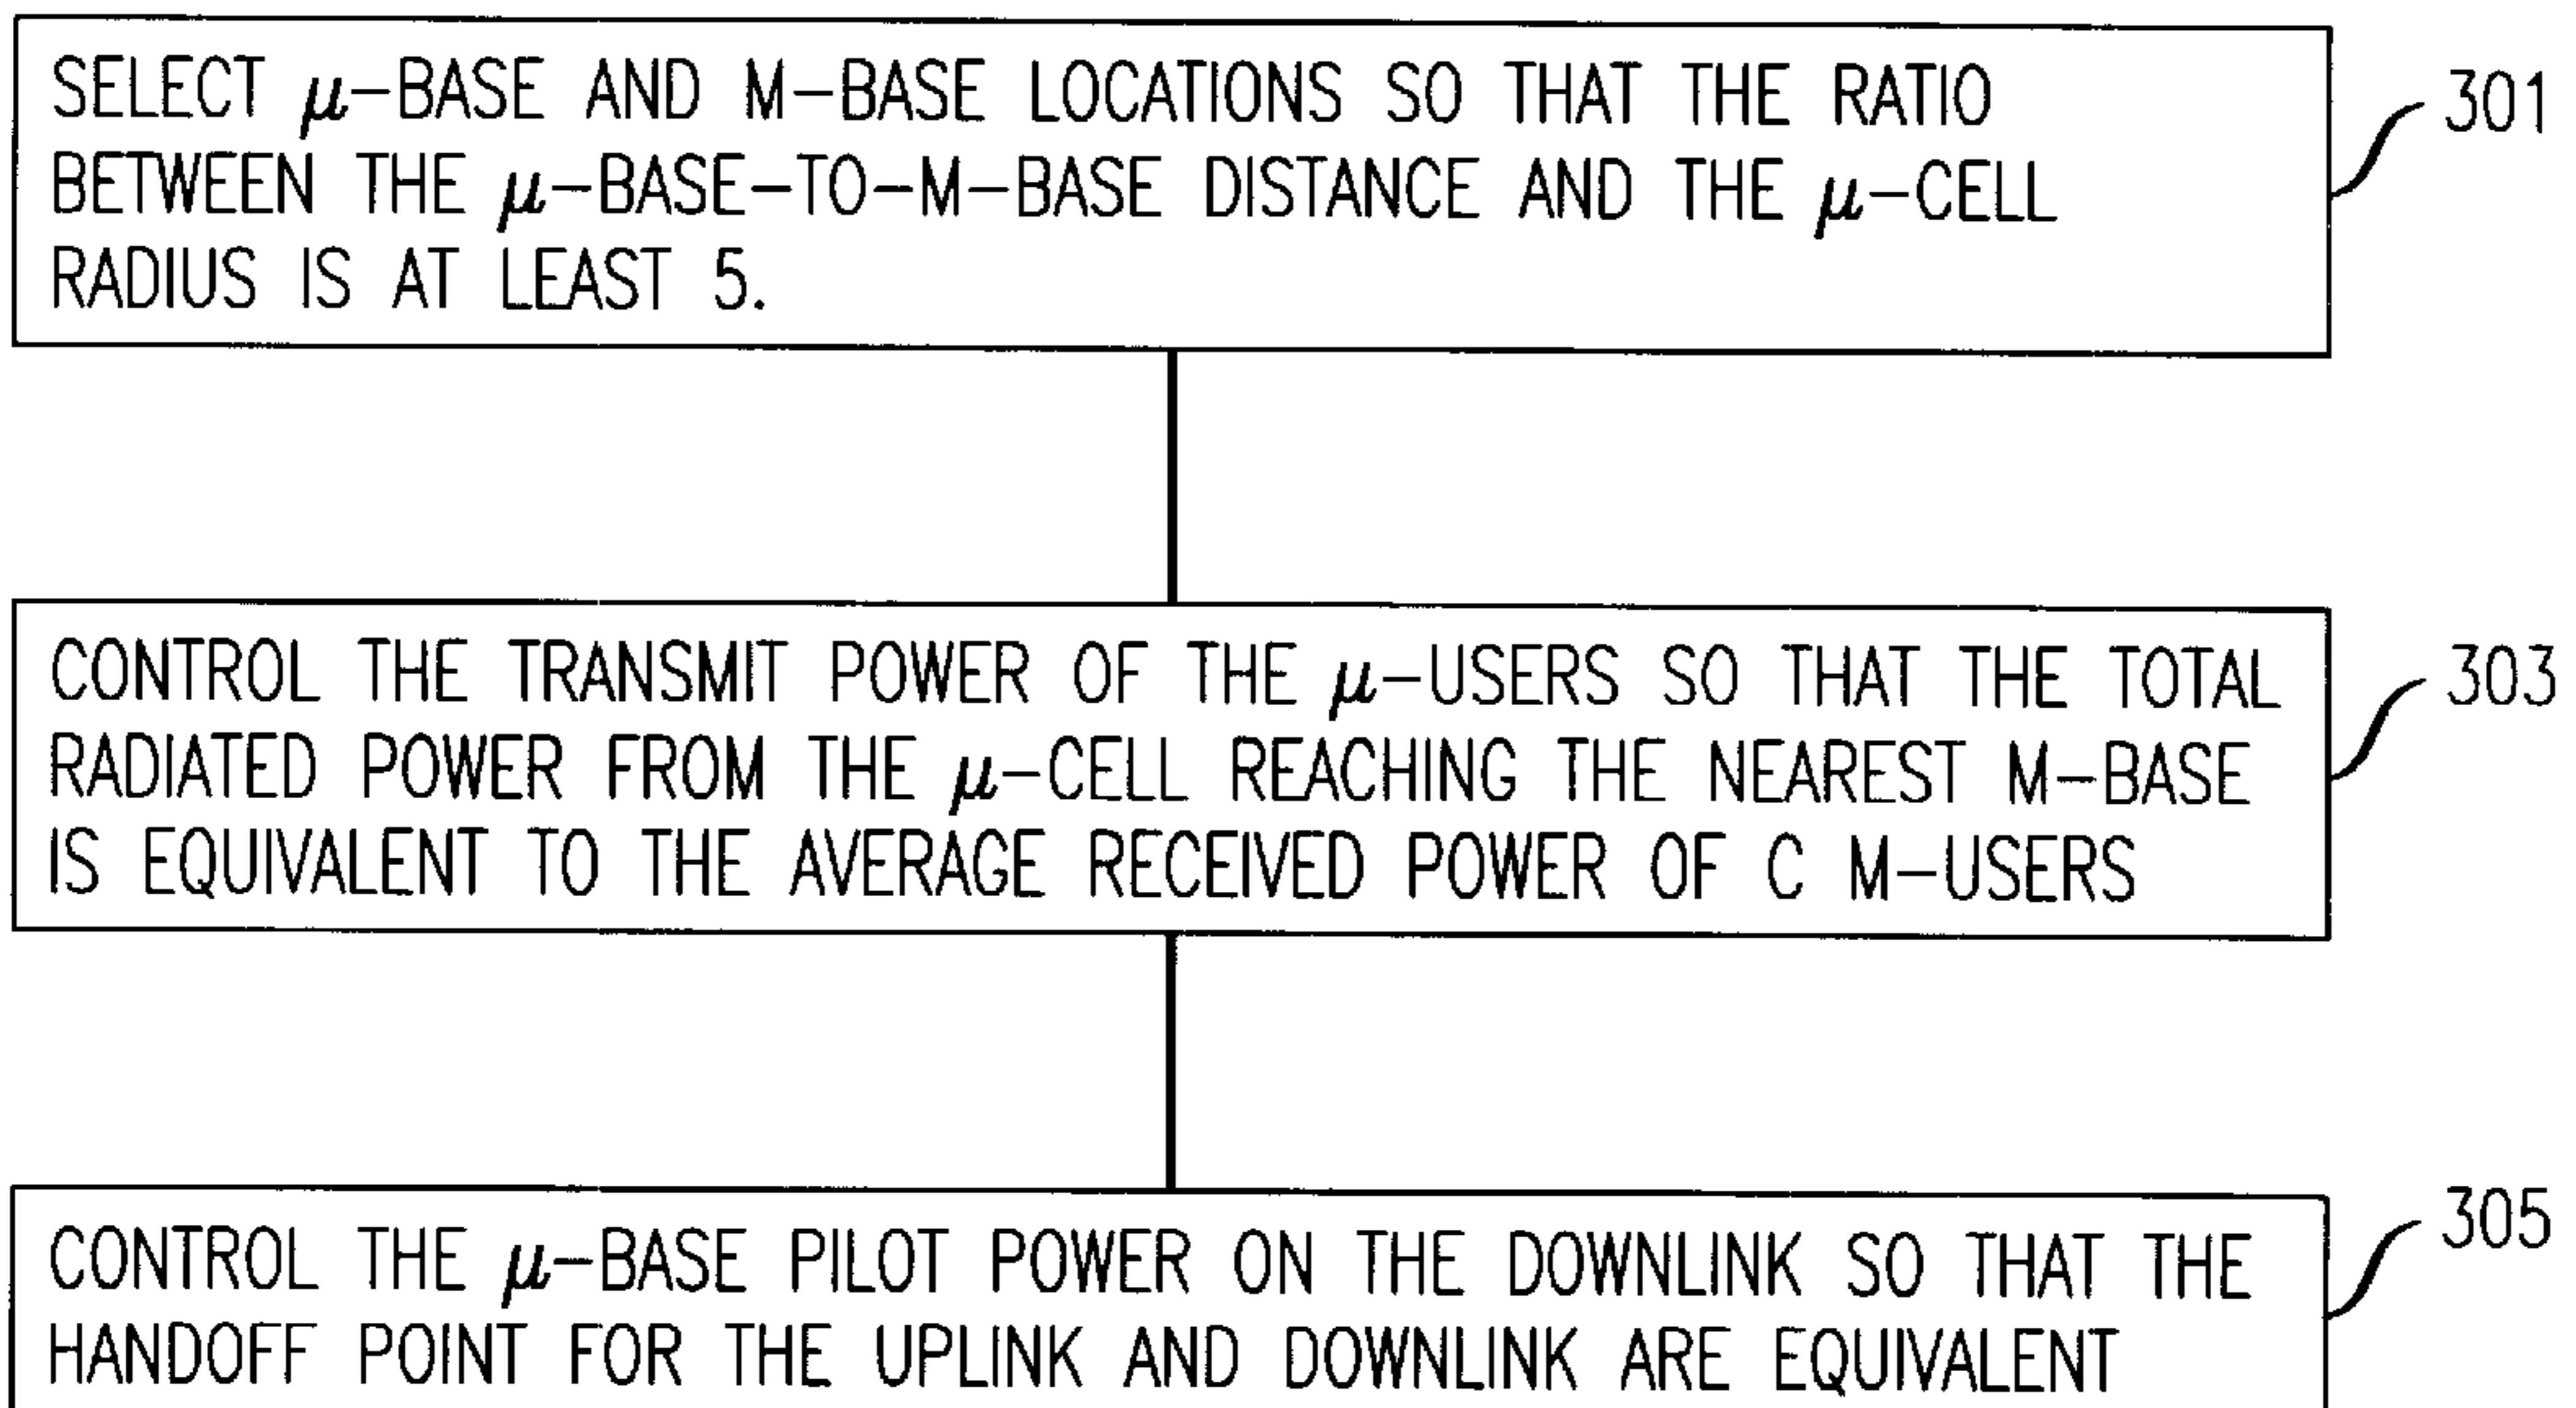 SELECT μ-BASE AND M-BASE LOCATIONS SO THAT THE RATIO
BETWEEN THE μ-BASE-TO-M-BASE DISTANCE AND THE μ-CELL
RADIUS IS AT LEAST 5.
301
CONTROL THE TRANSMIT POWER OF THE μ-USERS SO THAT THE TOTAL
RADIATED POWER FROM THE μ-CELL REACHING THE NEAREST M-BASE
IS EQUIVALENT TO THE AVERAGE RECEIVED POWER OF C M-USERS
303
CONTROL THE μ-BASE PILOT POWER ON THE DOWNLINK SO THAT THE
HANDOFF POINT FOR THE UPLINK AND DOWNLINK ARE EQUIVALENT
305